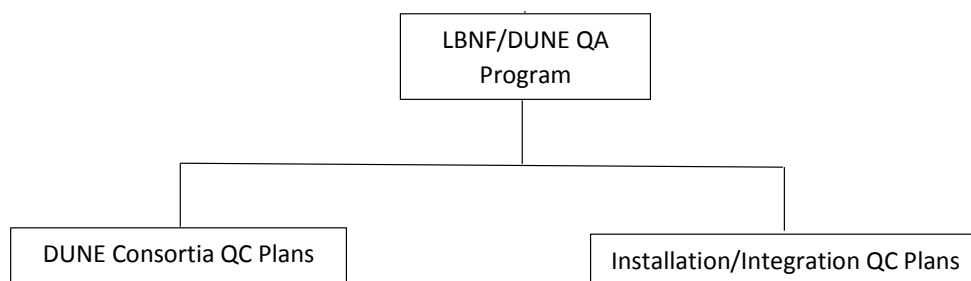 LBNF/DUNE QA
Program
DUNE Consortia QC Plans
Installation/Integration QC Plans